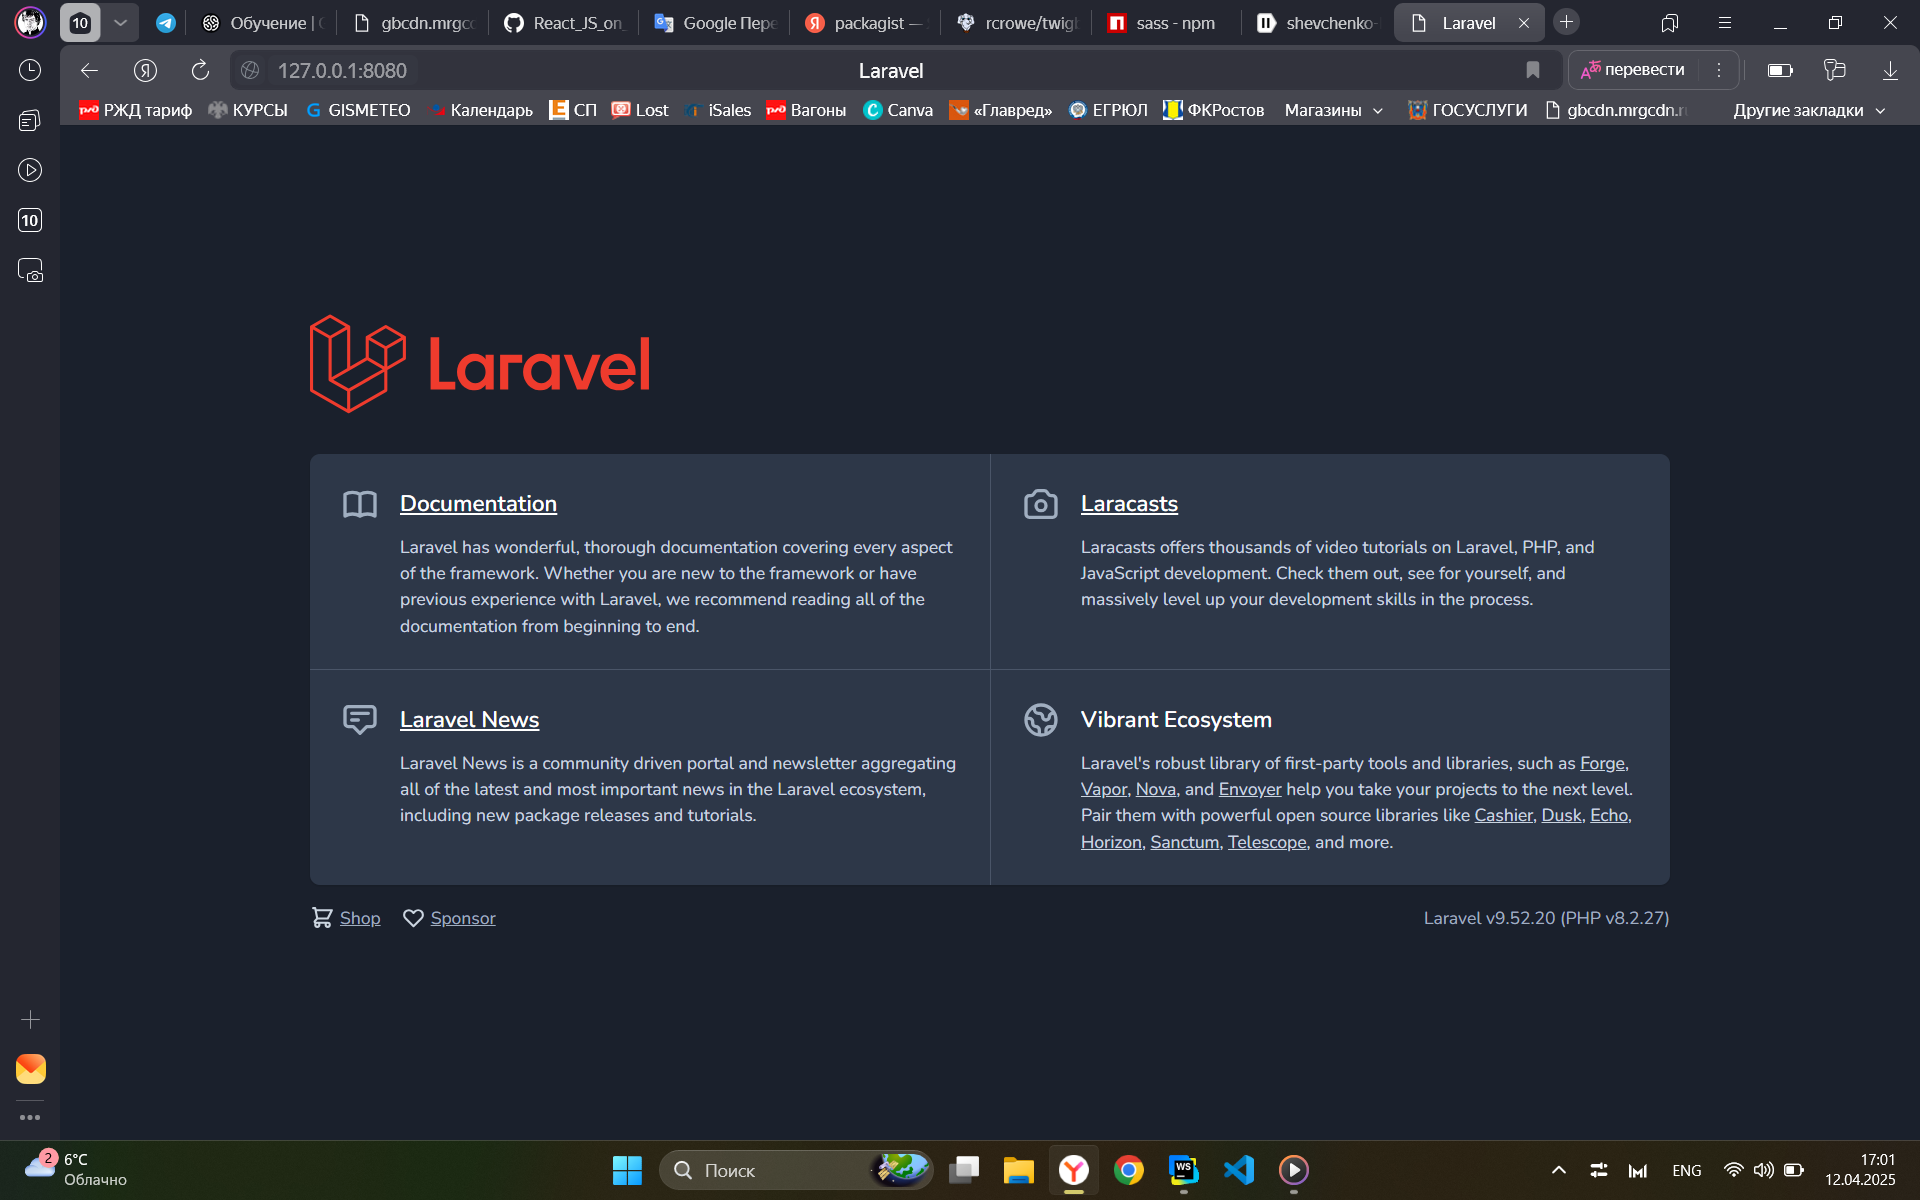 10
Обучение |
gbcdn.mrgcc
React_JS_on_
Google Пере
packagist —
rcrowe/twigb
sass - npm
shevchenko-
Laravel
127.0.0.1:8080
Laravel
перевести
РЖД тариф
КУРСЫ
GISMETEO
Календарь
СП
Lost
iSales
Вагоны
Canva
«Главред»
ЕГРЮЛ
ФКРостов
Магазины
ГОСУСЛУГИ
gbcdn.mrgcdn.ru
Другие закладки
10
Laravel
Documentation
Laravel has wonderful, thorough documentation covering every aspect
of the framework. Whether you are new to the framework or have
previous experience with Laravel, we recommend reading all of the
documentation from beginning to end.
Laracasts
Laracasts offers thousands of video tutorials on Laravel, PHP, and
JavaScript development. Check them out, see for yourself, and
massively level up your development skills in the process.
Laravel News
Laravel News is a community driven portal and newsletter aggregating
all of the latest and most important news in the Laravel ecosystem,
including new package releases and tutorials.
Vibrant Ecosystem
Laravel's robust library of first-party tools and libraries, such as Forge,
Vapor, Nova, and Envoyer help you take your projects to the next level.
Pair them with powerful open source libraries like Cashier, Dusk, Echo,
Horizon, Sanctum, Telescope, and more.
Shop
Sponsor
Laravel v9.52.20 (PHP v8.2.27)
2
6°C
Облачно
Поиск
WS
ENG
17:01
12.04.2025